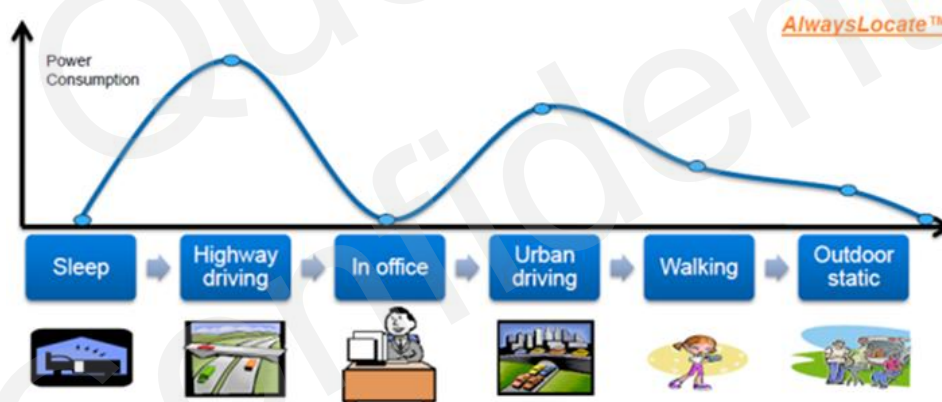 AlwaysLocate™
Power
Consumption
Sleep
Highway
driving
In office
Urban
driving
Walking
Outdoor
static